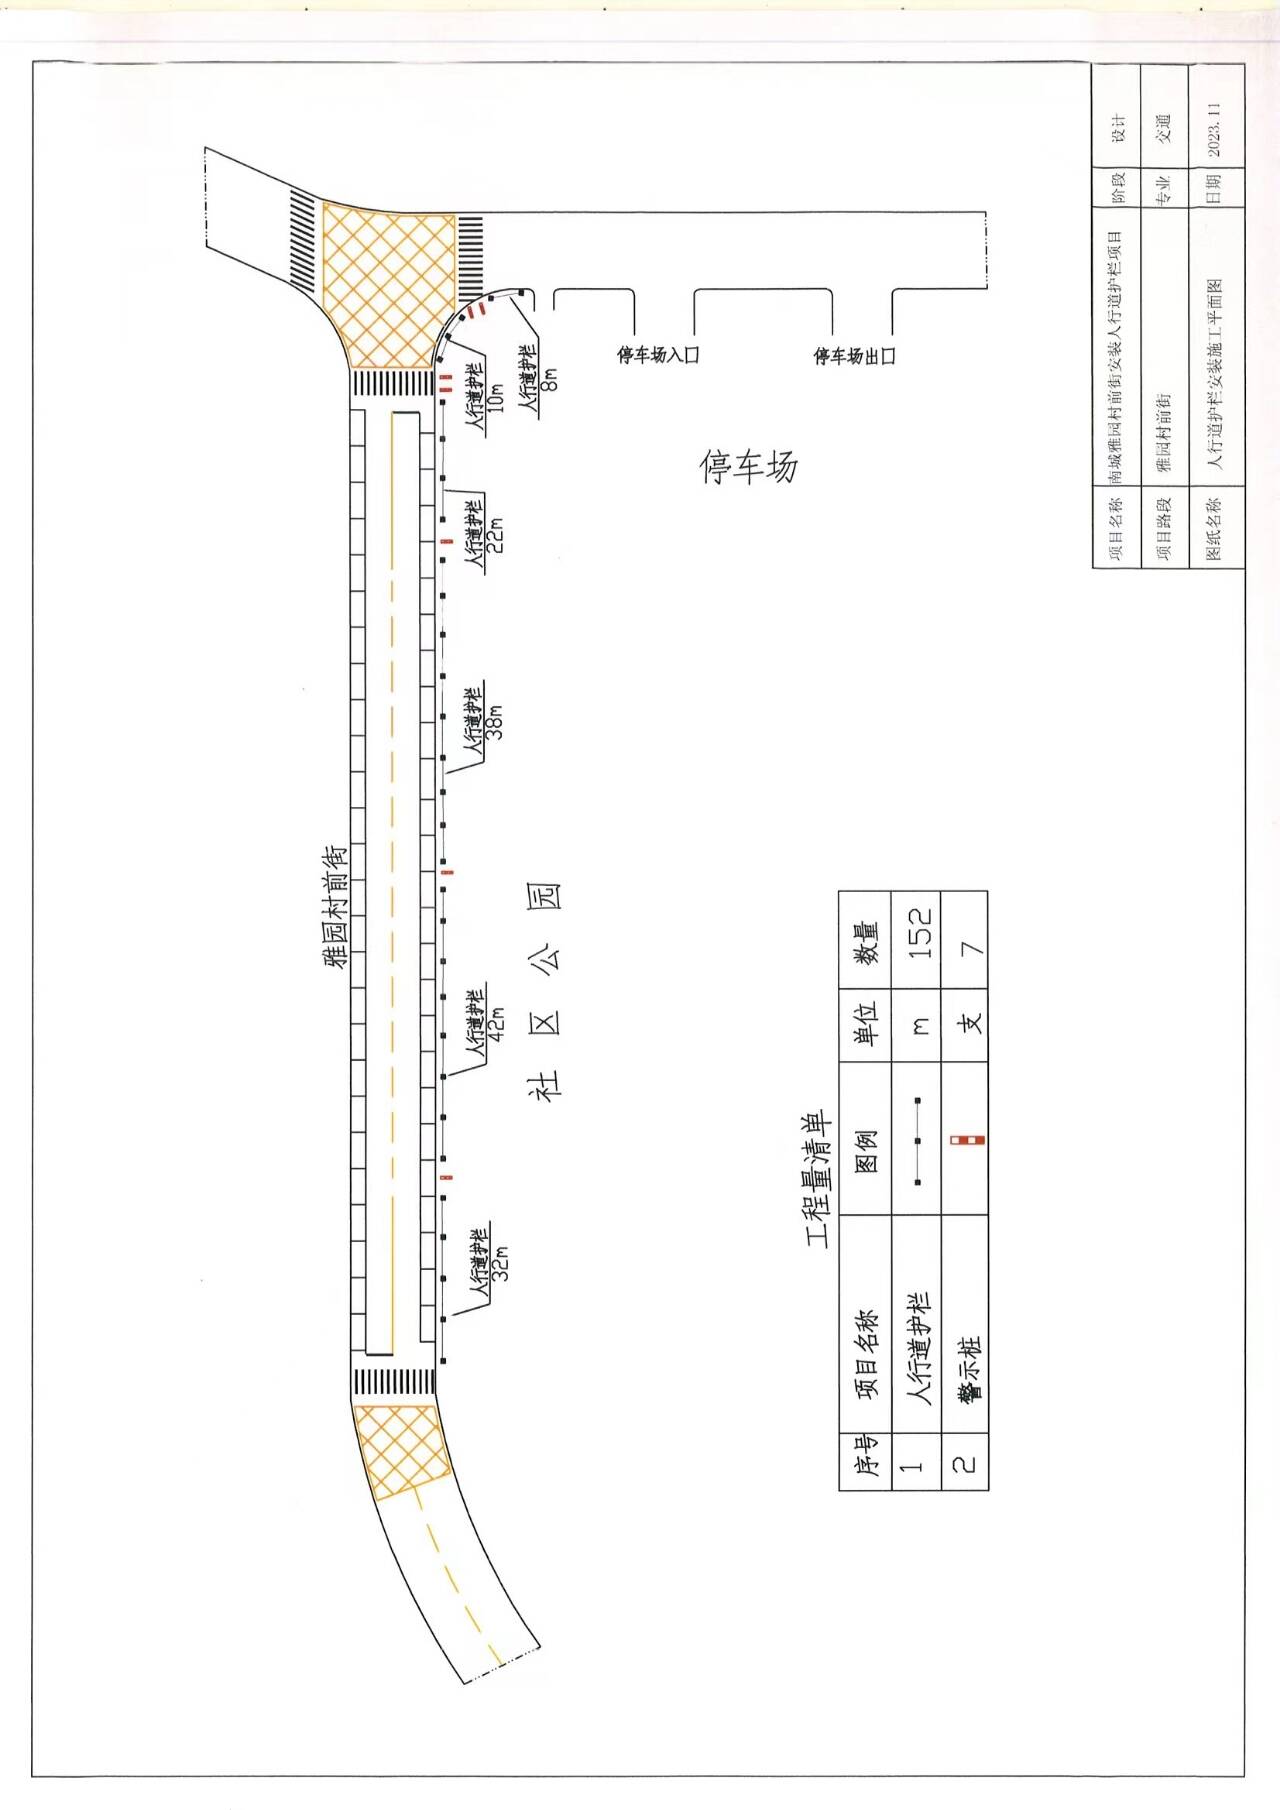 雅园村前街
人行道护栏
32m
人行道护栏
42m
人行道护栏
38m
人行道护栏
22m
人行道护栏
10m
人行道护栏
8m
社区公园
停车场入口
停车场出口
停车场
工程量清单
序号 项目名称 图例 单位 数量
1 人行道护栏 m 152
2 警示桩 支 7
项目名称 南城雅园村前街安装人行道护栏项目 阶段 设计
项目路段 雅园村前街 专业 交通
图纸名称 人行道护栏安装施工平面图 日期 2023.11